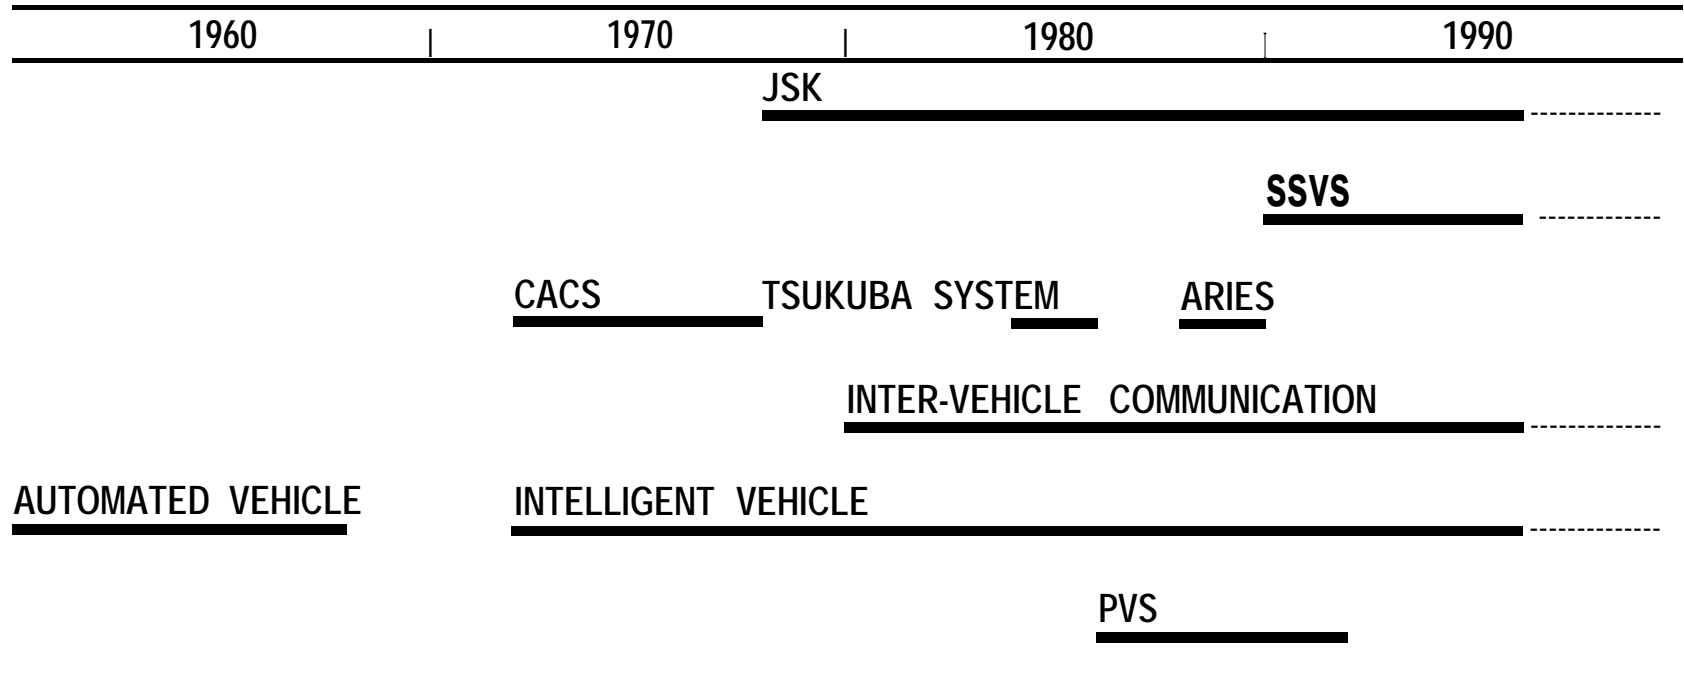 1960 1970 1980 1990
JSK
SSVS
CACS TSUKUBA SYSTEM ARIES
INTER-VEHICLE COMMUNICATION
AUTOMATED VEHICLE INTELLIGENT VEHICLE
PVS